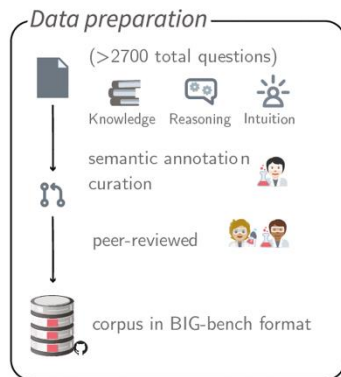 Data preparation
(>2700 total questions)
Knowledge Reasoning Intuition
semantic annotation
curation
peer-reviewed
corpus in BIG-bench format